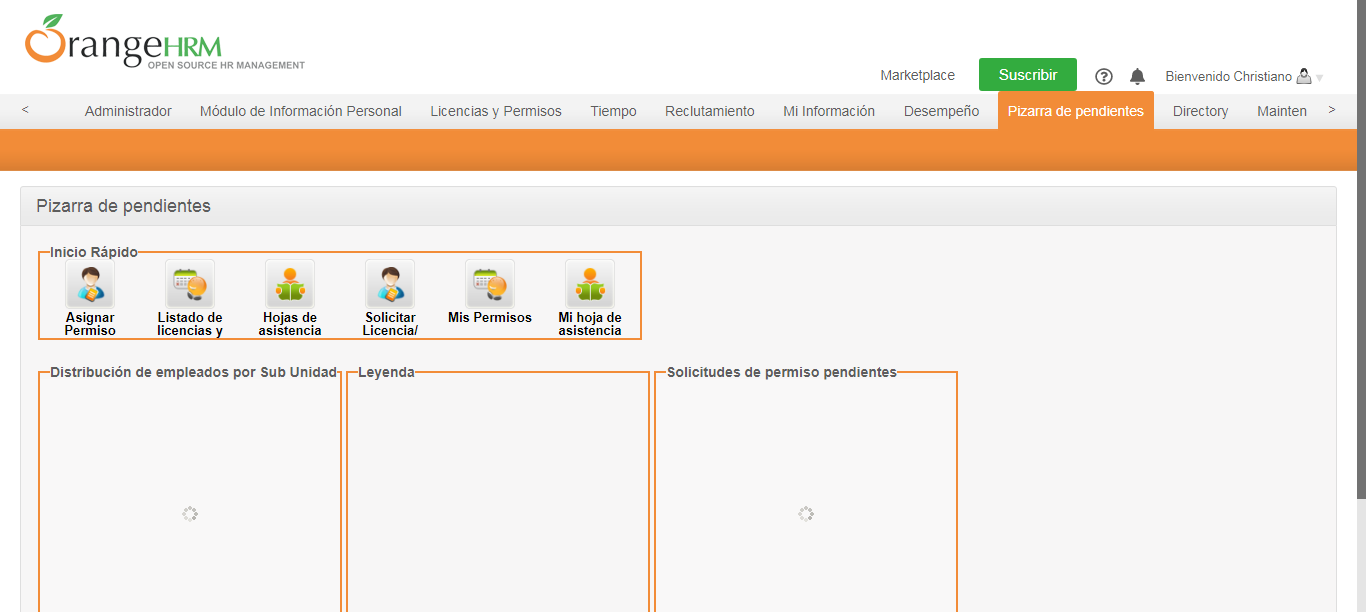 OrangeHRM
OPEN SOURCE HR MANAGEMENT
Marketplace
Suscribir
?
Bienvenido Christiano
< Administrador Módulo de Información Personal Licencias y Permisos Tiempo Reclutamiento Mi Información Desempeño Pizarra de pendientes Directory Mainten >
Pizarra de pendientes
Inicio Rápido
Asignar
Permiso
Listado de
licencias y
Hojas de
asistencia
Solicitar
Licencia/
Mis Permisos
Mi hoja de
asistencia
Distribución de empleados por Sub Unidad
Leyenda
Solicitudes de permiso pendientes